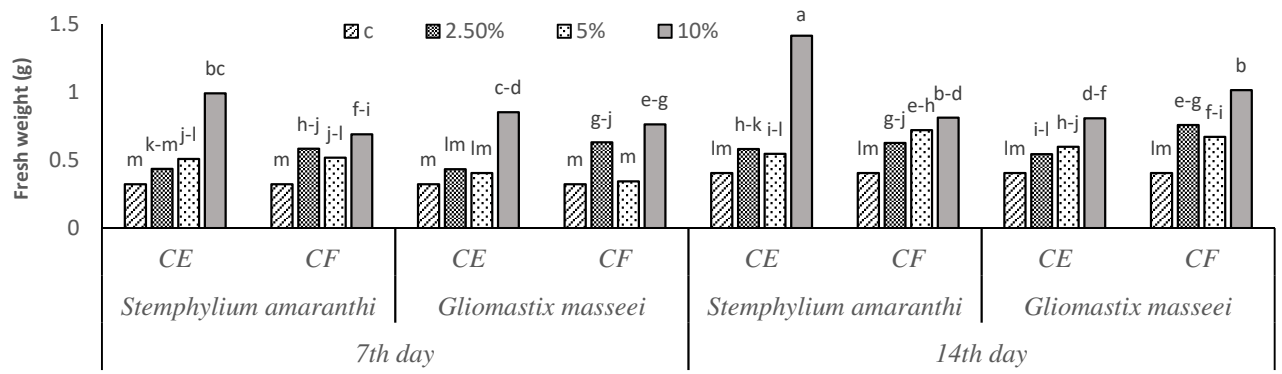 Fresh weight (g)
1.5
1
0.5
0
c 2.50% 5% 10%
m k-m j-l bc
m h-j j-l f-i
m lm lm c-d
m g-j m e-g
lm h-k i-l a
lm g-j e-h b-d
lm i-l h-j d-f
lm e-g f-i b
CE CF CE CF CE CF CE CF
Stemphylium amaranthi Gliomastix masseei Stemphylium amaranthi Gliomastix masseei
7th day 14th day